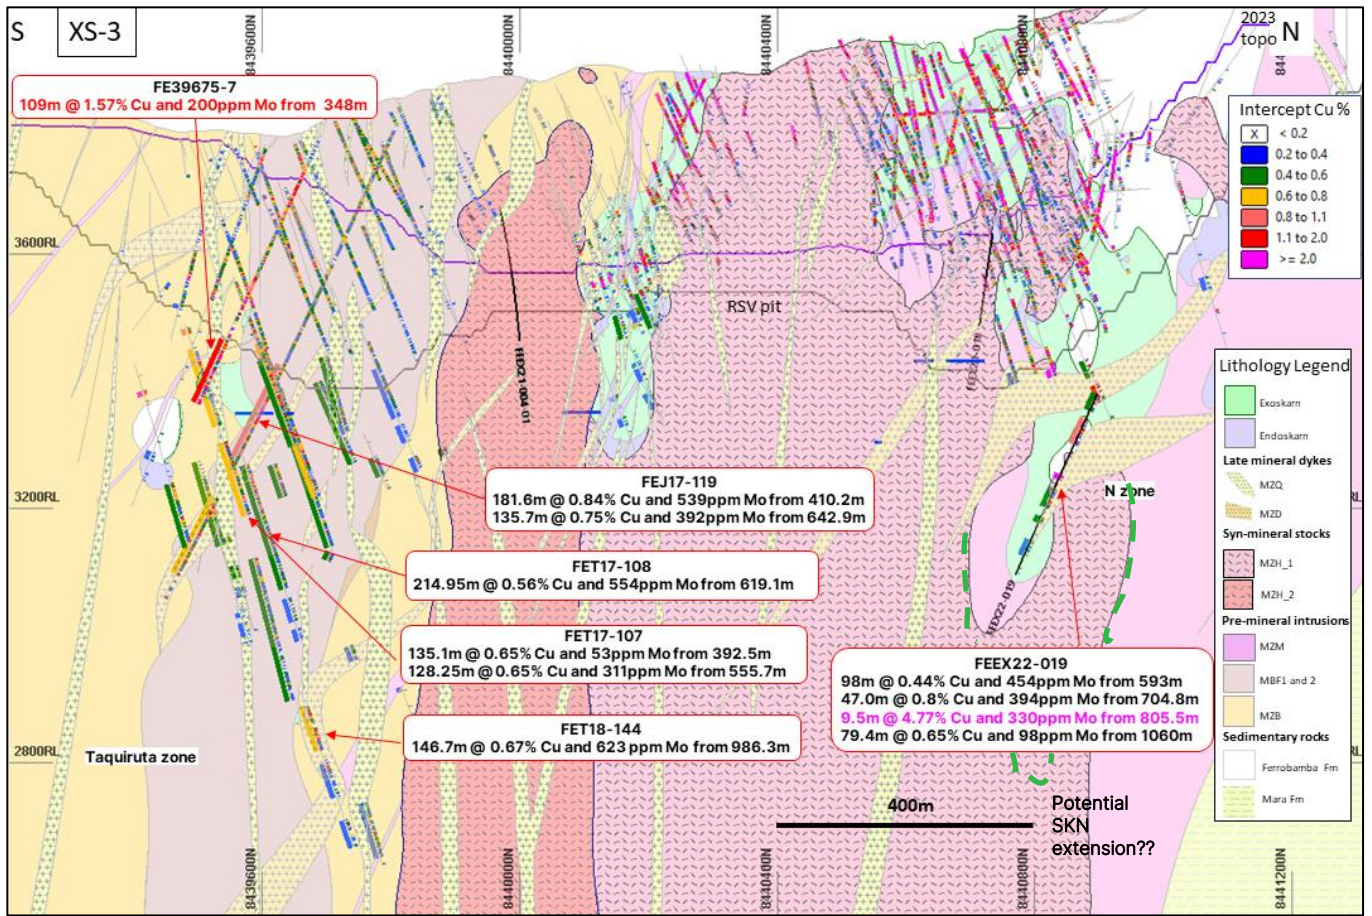 S
XS-3
8439600N
8440000N
8440400N
8440800N
2023
topo
N
844
FE39675-7
109m @ 1.57% Cu and 200ppm Mo from 348m
Intercept Cu %
X < 0.2
0.2 to 0.4
0.4 to 0.6
0.6 to 0.8
0.8 to 1.1
1.1 to 2.0
>= 2.0
3600RL
RSV pit
FEEX21-004-01
FEEX22-019
Lithology Legend
Exoskarn
Endoskarn
Late mineral dykes
MZQ
MZD
Syn-mineral stocks
MZH_1
MZH_2
Pre-mineral intrusions
MZM
MBF1 and 2
MZB
Sedimentary rocks
Ferrobamba Fm
Mara Fm
3200RL
FEJ17-119
181.6m @ 0.84% Cu and 539ppm Mo from 410.2m
135.7m @ 0.75% Cu and 392ppm Mo from 642.9m
N zone
FET17-108
214.95m @ 0.56% Cu and 554ppm Mo from 619.1m
FEEX22-019
FET17-107
135.1m @ 0.65% Cu and 53ppm Mo from 392.5m
128.25m @ 0.65% Cu and 311ppm Mo from 555.7m
FEEX22-019
98m @ 0.44% Cu and 454ppm Mo from 593m
47.0m @ 0.8% Cu and 394ppm Mo from 704.8m
9.5m @ 4.77% Cu and 330ppm Mo from 805.5m
79.4m @ 0.65% Cu and 98ppm Mo from 1060m
FET18-144
146.7m @ 0.67% Cu and 623 ppm Mo from 986.3m
2800RL
Taquiruta zone
400m
Potential
SKN
extension??
8439600N
8440000N
8440400N
8440800N
8441200N